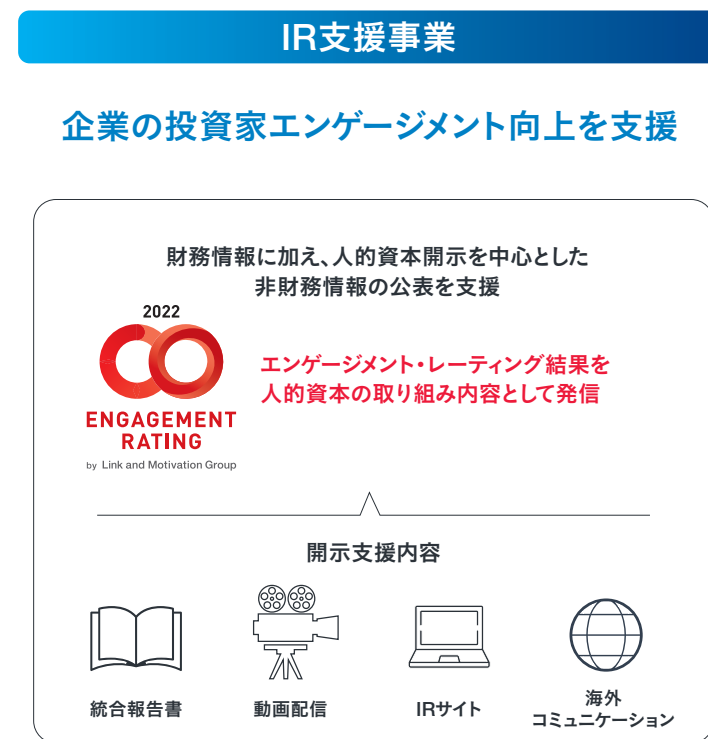 IR支援事業
企業の投資家エンゲージメント向上を支援
財務情報に加え、人的資本開示を中心とした
非財務情報の公表を支援
2022
ENGAGEMENT
RATING
by Link and Motivation Group
エンゲージメント・レーティング結果を
人的資本の取り組み内容として発信
開示支援内容
統合報告書
動画配信
IRサイト
海外
コミュニケーション